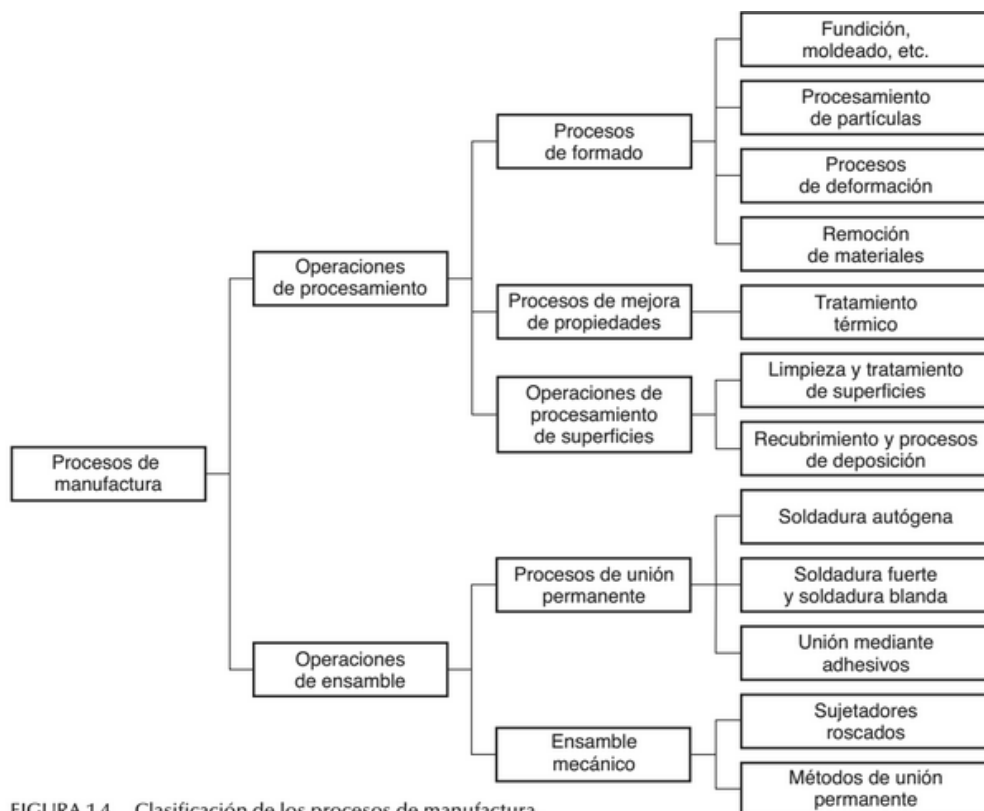 Fundición,
moldeado, etc.
Procesamiento
de partículas
Procesos
de formado
Procesos
de deformación
Remoción
de materiales
Operaciones
de procesamiento
Procesos de mejora
de propiedades
Tratamiento
térmico
Operaciones de
procesamiento
de superficies
Limpieza y tratamiento
de superficies
Recubrimiento y procesos
de deposición
Procesos de
manufactura
Soldadura autógena
Procesos de unión
permanente
Soldadura fuerte
y soldadura blanda
Operaciones
de ensamble
Unión mediante
adhesivos
Ensamble
mecánico
Sujetadores
roscados
Métodos de unión
permanente
FIGURA 1.4 Clasificación de los procesos de manufactura